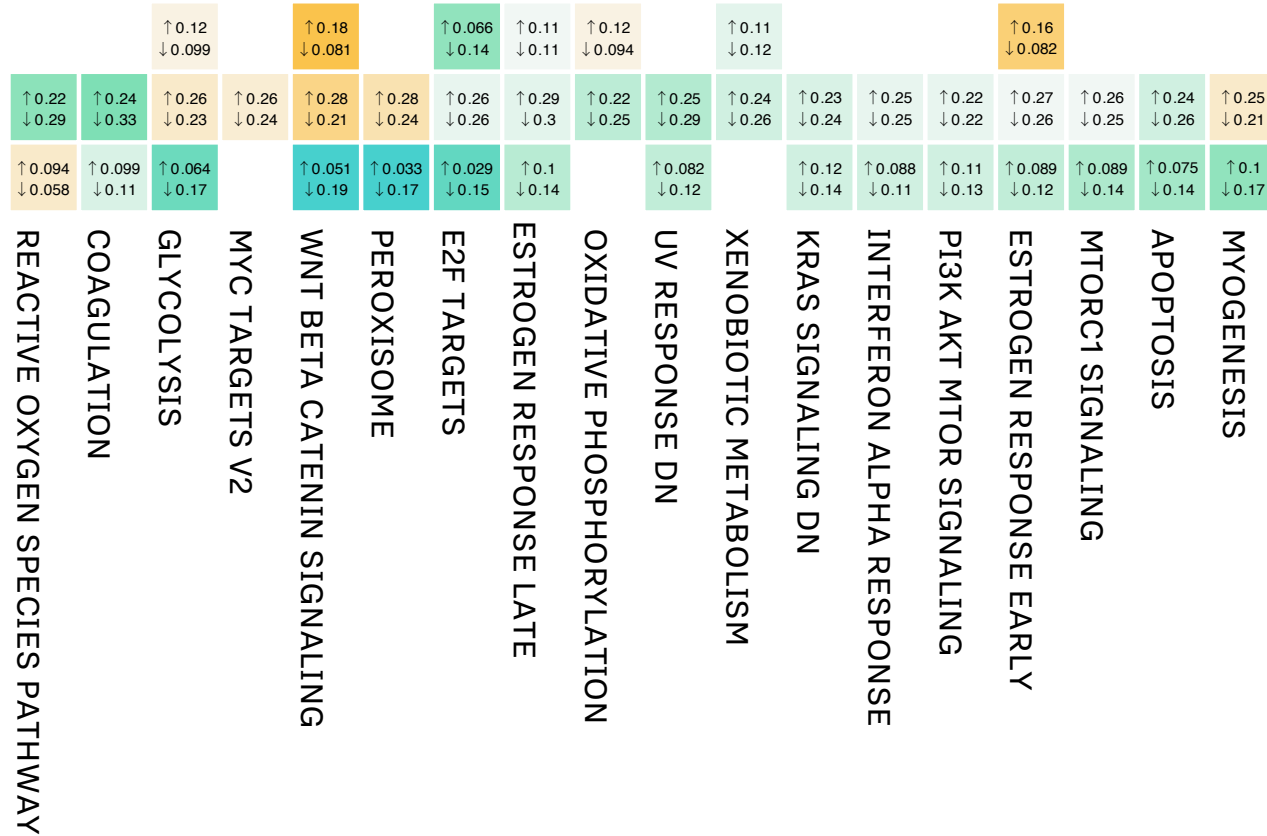 ↑0.12 ↑0.18 ↑0.066 ↑0.11 ↑0.12 ↑0.11 ↑0.16
↓0.099 ↓0.081 ↓0.14 ↓0.11 ↓0.094 ↓0.12 ↓0.082
↑0.22 ↑0.24 ↑0.26 ↑0.26 ↑0.28 ↑0.28 ↑0.26 ↑0.29 ↑0.22 ↑0.25 ↑0.24 ↑0.23 ↑0.25 ↑0.22 ↑0.27 ↑0.26 ↑0.24 ↑0.25
↓0.29 ↓0.33 ↓0.23 ↓0.24 ↓0.21 ↓0.24 ↓0.26 ↓0.3 ↓0.25 ↓0.29 ↓0.26 ↓0.24 ↓0.25 ↓0.22 ↓0.26 ↓0.25 ↓0.26 ↓0.21
↑0.094 ↑0.099 ↑0.064 ↑0.051 ↑0.033 ↑0.029 ↑0.1 ↑0.082 ↑0.12 ↑0.088 ↑0.11 ↑0.089 ↑0.089 ↑0.075 ↑0.1
↓0.058 ↓0.11 ↓0.17 ↓0.19 ↓0.17 ↓0.15 ↓0.14 ↓0.12 ↓0.14 ↓0.11 ↓0.13 ↓0.12 ↓0.14 ↓0.14 ↓0.17
REACTIVE OXYGEN SPECIES PATHWAY
COAGULATION
GLYCOLYSIS
MYC TARGETS V2
WNT BETA CATENIN SIGNALING
PEROXISOME
E2F TARGETS
ESTROGEN RESPONSE LATE
OXIDATIVE PHOSPHORYLATION
UV RESPONSE DN
XENOBIOTIC METABOLISM
KRAS SIGNALING DN
INTERFERON ALPHA RESPONSE
PI3K AKT MTOR SIGNALING
ESTROGEN RESPONSE EARLY
MTORC1 SIGNALING
APOPTOSIS
MYOGENESIS